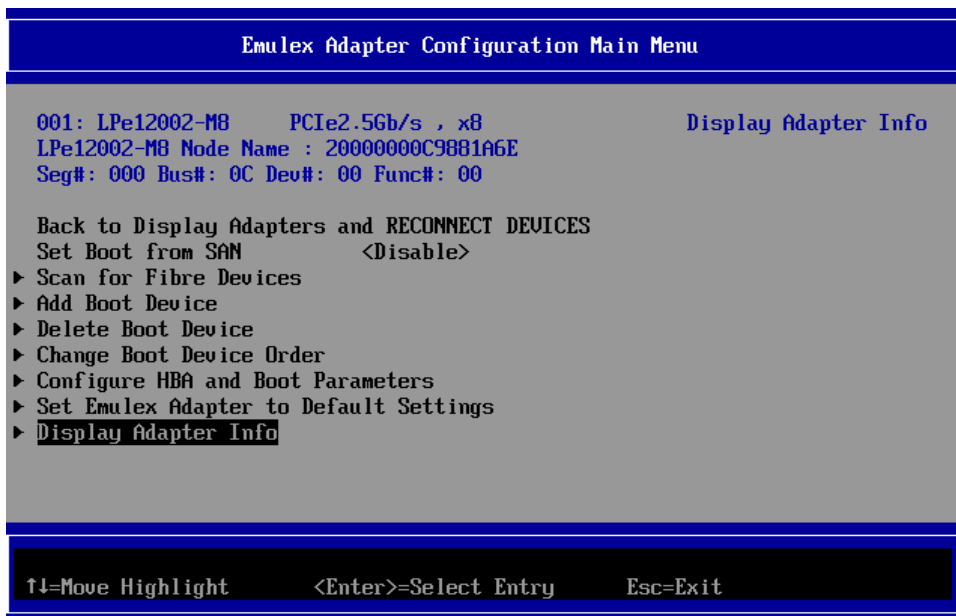 Emulex Adapter Configuration Main Menu
001: LPe12002-M8 PCIe2.5Gb/s , x8 Display Adapter Info
LPe12002-M8 Node Name : 20000000C9881A6E
Seg#: 000 Bus#: 0C Dev#: 00 Func#: 00
Back to Display Adapters and RECONNECT DEVICES
Set Boot from SAN <Disable>
▶ Scan for Fibre Devices
▶ Add Boot Device
▶ Delete Boot Device
▶ Change Boot Device Order
▶ Configure HBA and Boot Parameters
▶ Set Emulex Adapter to Default Settings
▶ Display Adapter Info
↑↓=Move Highlight <Enter>=Select Entry Esc=Exit